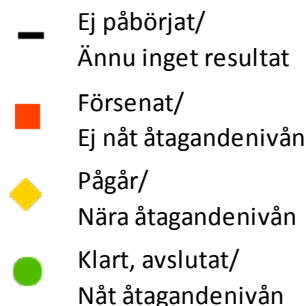 Ej påbörjat/
Ännu inget resultat
Försenat/
Ej nåt åtagandenivån
Pågår/
Nära åtagandenivån
Klart, avslutat/
Nåt åtagandenivån